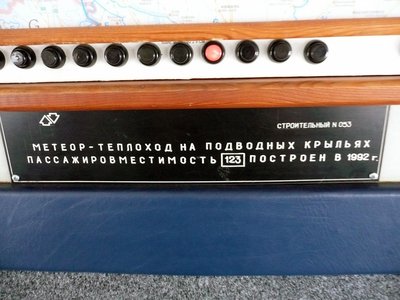 СТРОИТЕЛЬНЫЙ N 053
МЕТЕОР-ТЕПЛОХОД НА ПОДВОДНЫХ КРЫЛЬЯХ
ПАССАЖИРОВМЕСТИМОСТЬ 123 ПОСТРОЕН В 1992 г.